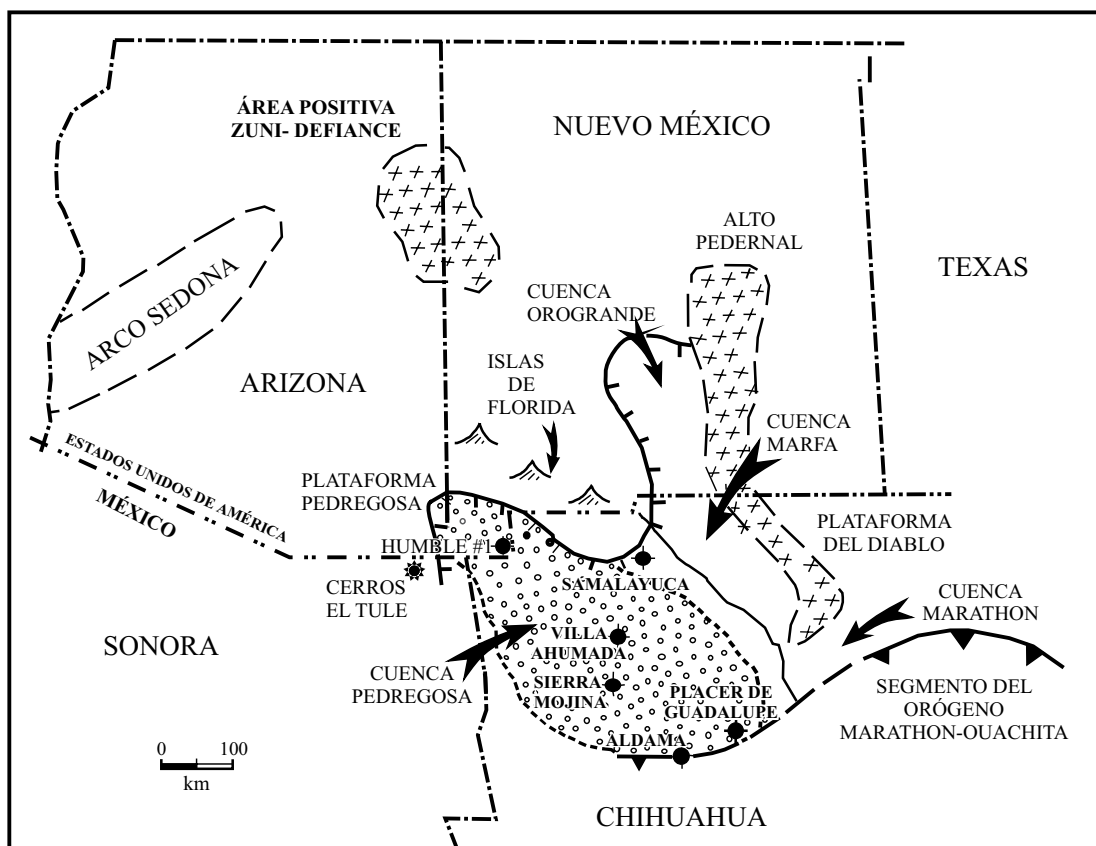 ÁREA POSITIVA
ZUNI- DEFIANCE
NUEVO MÉXICO
ALTO
PEDERNAL
TEXAS
CUENCA
OROGRANDE
ARCO SEDONA
ISLAS
DE
FLORIDA
ARIZONA
CUENCA
MARFA
ESTADOS UNIDOS DE AMÉRICA
MÉXICO
PLATAFORMA
PEDREGOSA
PLATAFORMA
DEL DIABLO
HUMBLE #1
SAMALAYUCA
CERROS
EL TULE
CUENCA
MARATHON
SONORA
VILLA
AHUMADA
CUENCA
PEDREGOSA
SIERRA
MOJINA
PLACER DE
GUADALUPE
SEGMENTO DEL
ORÓGENO
MARATHON-OUACHITA
ALDAMA
0 100
km
CHIHUAHUA